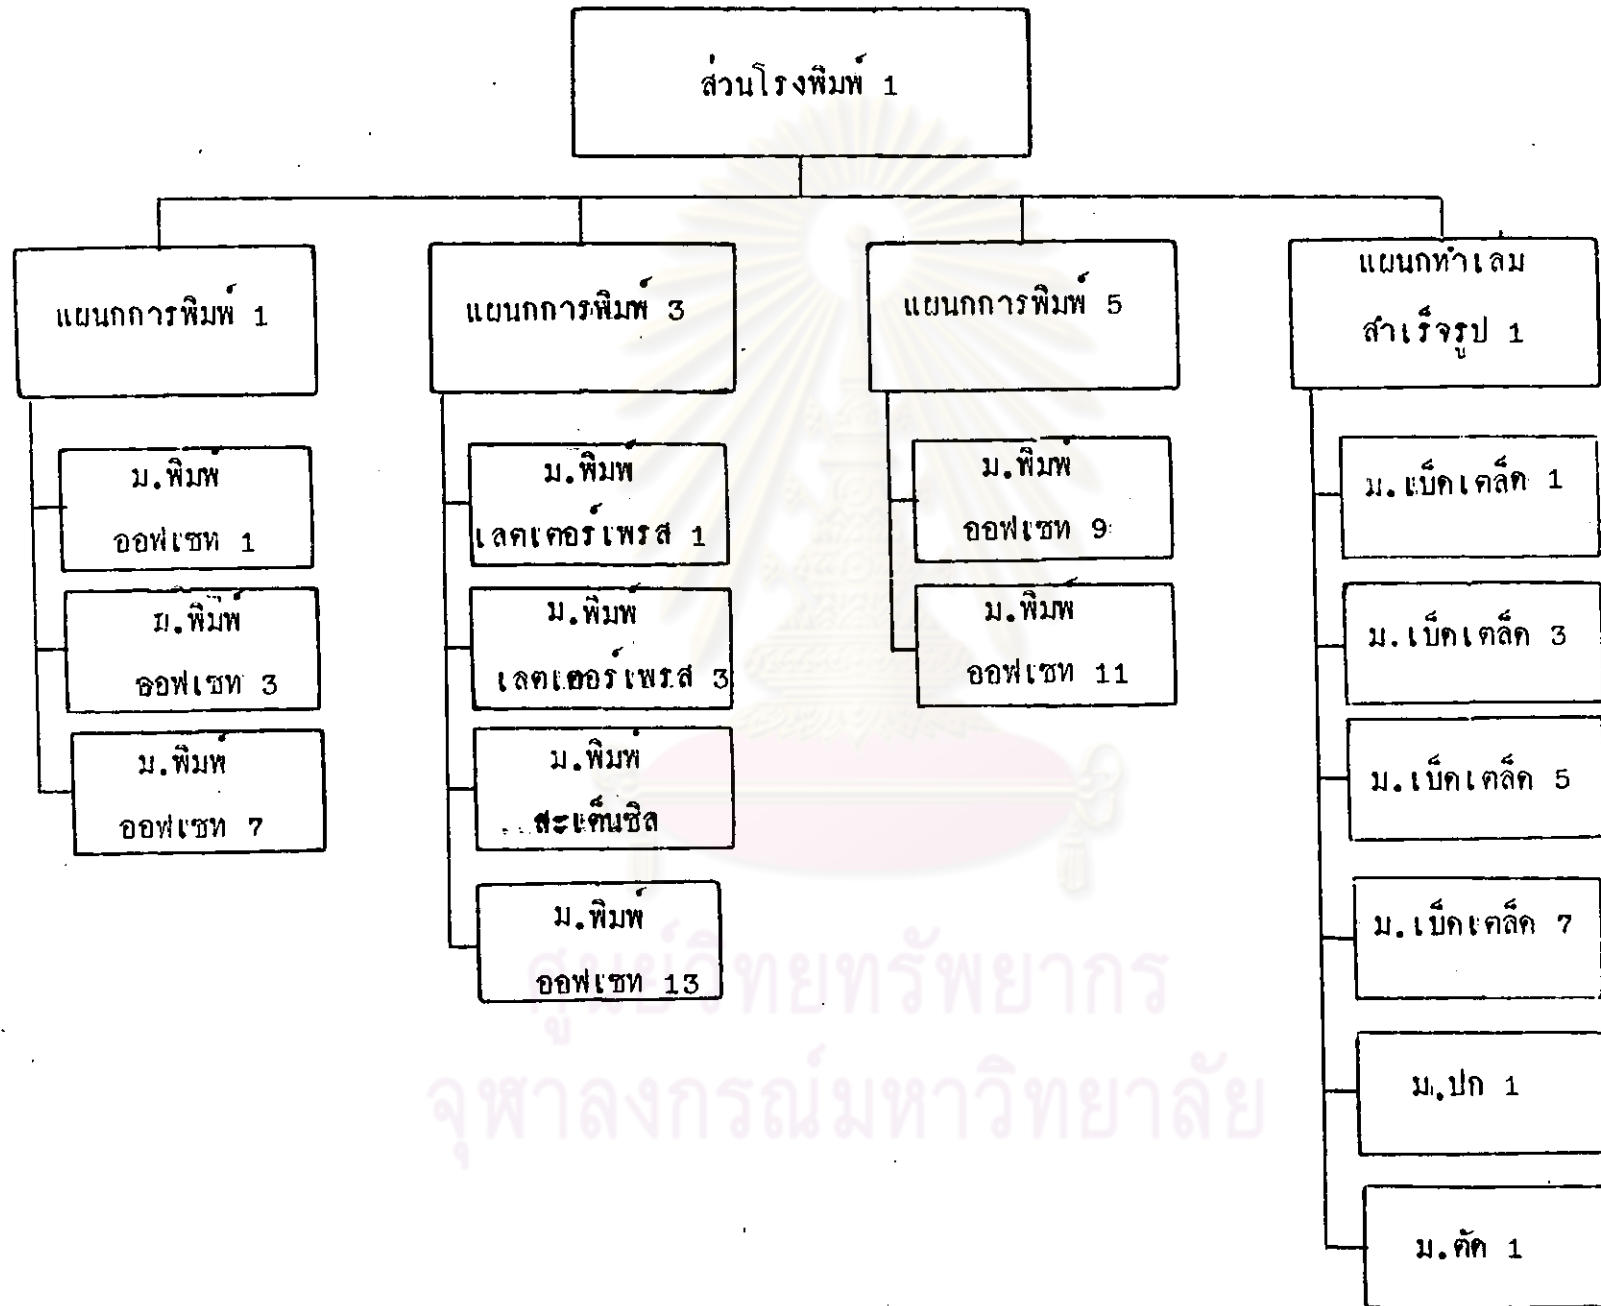 ส่วนโรงพิมพ์ 1
แผนกการพิมพ์ 1
ม.พิมพ์
ออฟเซท 1
ม.พิมพ์
ออฟเซท 3
ม.พิมพ์
ออฟเซท 7
แผนกการพิมพ์ 3
ม.พิมพ์
เลตเตอร์เพรส 1
ม.พิมพ์
เลตเตอร์เพรส 3
ม.พิมพ์
สะเต็นซิล
ม.พิมพ์
ออฟเซท 13
แผนกการพิมพ์ 5
ม.พิมพ์
ออฟเซท 9
ม.พิมพ์
ออฟเซท 11
แผนกทำเลม
สำเร็จรูป 1
ม.เบ็ดเตล็ด 1
ม.เบ็ดเตล็ด 3
ม.เบ็ดเตล็ด 5
ม.เบ็ดเตล็ด 7
ม.ปก 1
ม.ตัด 1
ศูนย์วิทยทรัพยากร
จุฬาลงกรณ์มหาวิทยาลัย